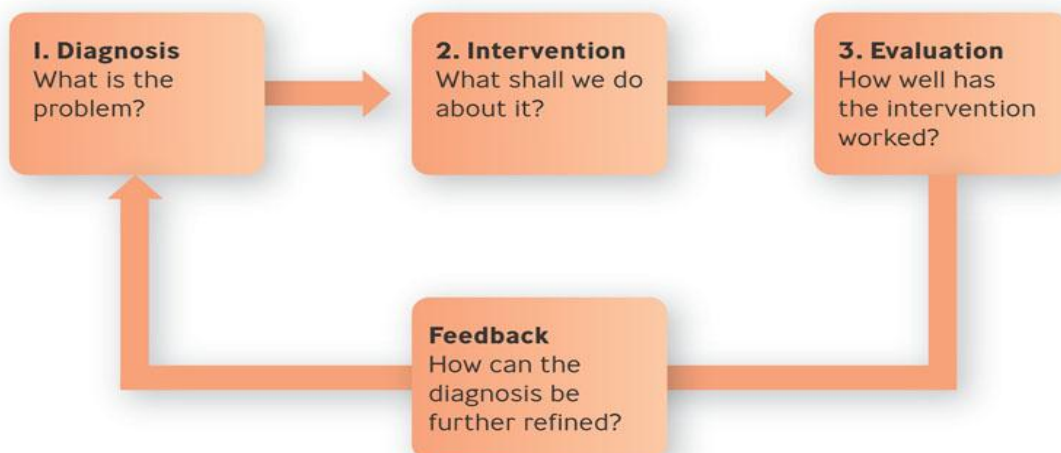 1. Diagnosis
What is the
problem?
2. Intervention
What shall we do
about it?
3. Evaluation
How well has
the intervention
worked?
Feedback
How can the
diagnosis be
further refined?